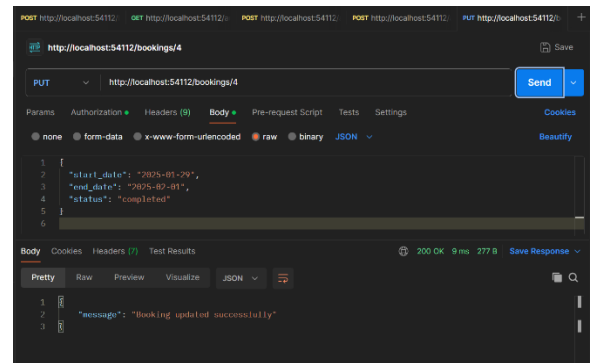 POST http://localhost:54112/ GET http://localhost:54112/ POST http://localhost:54112/ POST http://localhost:54112/ PUT http://localhost:54112/b +
http://localhost:54112/bookings/4 Save
PUT http://localhost:54112/bookings/4 Send
Params Authorization Headers (9) Body Pre-request Script Tests Settings Cookies
none form-data x-www-form-urlencoded raw binary JSON Beautify
1 {
2 "start_date": "2025-01-29",
3 "end_date": "2025-02-01",
4 "status": "completed"
5 }
6
Body Cookies Headers (7) Test Results 200 OK 9 ms 277 B Save Response
Pretty Raw Preview Visualize JSON
1 {
2 "message": "Booking updated successfully"
3 }